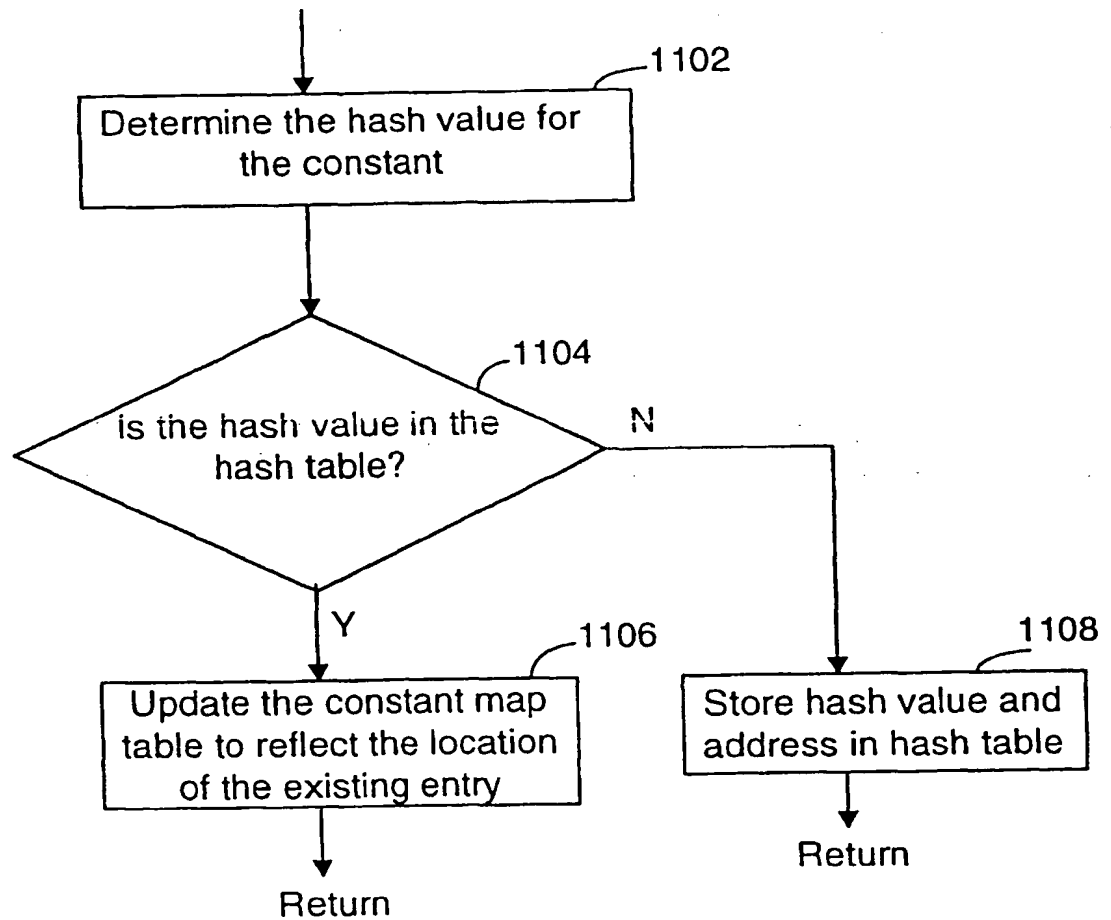 1102
Determine the hash value for
the constant
1104
is the hash value in the
hash table?
N
Y
1106
Update the constant map
table to reflect the location
of the existing entry
Return
1108
Store hash value and
address in hash table
Return